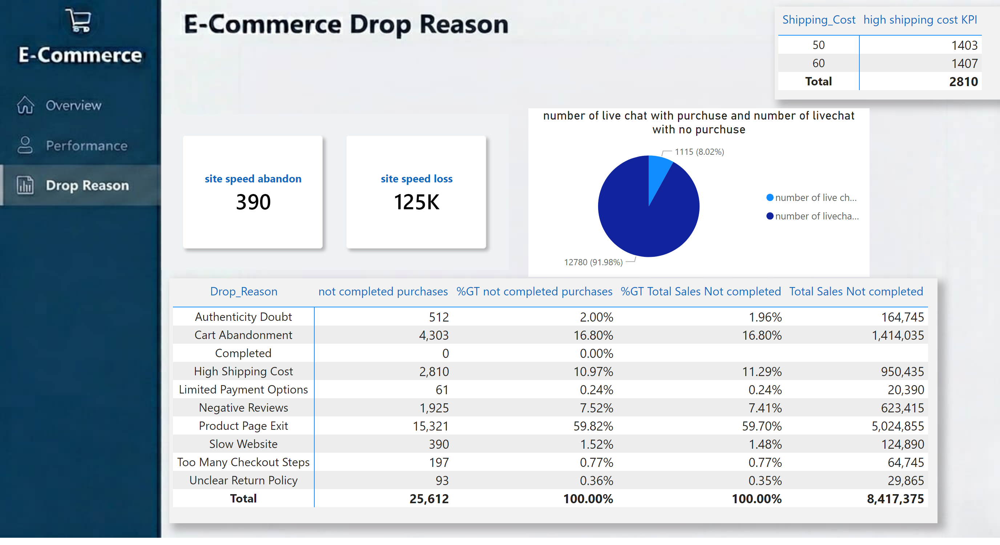 E-Commerce
Overview
Performance
Drop Reason
E-Commerce Drop Reason
Shipping_Cost high shipping cost KPI
50 1403
60 1407
Total 2810
site speed abandon
390
site speed loss
125K
number of live chat with purchuse and number of livechat
with no purchuse
1115 (8.02%)
12780 (91.98%)
number of live ch...
number of livecha...
Drop_Reason not completed purchases %GT not completed purchases %GT Total Sales Not completed Total Sales Not completed
Authenticity Doubt 512 2.00% 1.96% 164,745
Cart Abandonment 4,303 16.80% 16.80% 1,414,035
Completed 0 0.00%
High Shipping Cost 2,810 10.97% 11.29% 950,435
Limited Payment Options 61 0.24% 0.24% 20,390
Negative Reviews 1,925 7.52% 7.41% 623,415
Product Page Exit 15,321 59.82% 59.70% 5,024,855
Slow Website 390 1.52% 1.48% 124,890
Too Many Checkout Steps 197 0.77% 0.77% 64,745
Unclear Return Policy 93 0.36% 0.35% 29,865
Total 25,612 100.00% 100.00% 8,417,375